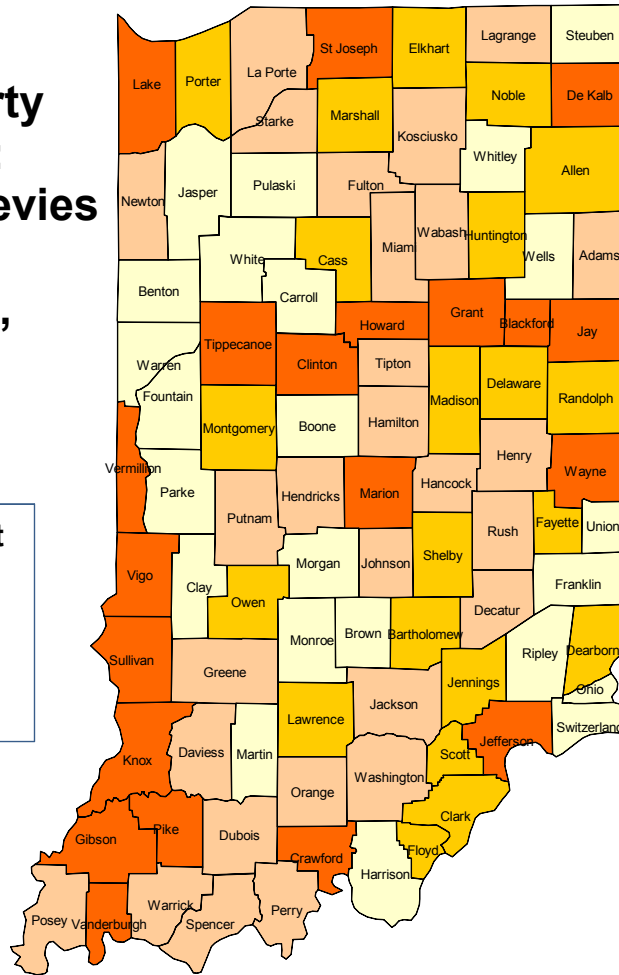 rty
evies
,
t
Lake
Porter
La Porte
St Joseph
Elkhart
Lagrange
Steuben
Starke
Marshall
Kosciusko
Noble
De Kalb
Whitley
Allen
Newton
Jasper
Pulaski
Fulton
Miami
Wabash
Huntington
Wells
Adams
White
Cass
Carroll
Benton
Warren
Tippecanoe
Clinton
Howard
Grant
Blackford
Jay
Tipton
Fountain
Montgomery
Boone
Hamilton
Madison
Delaware
Randolph
Vermillion
Parke
Putnam
Hendricks
Marion
Hancock
Henry
Wayne
Vigo
Clay
Owen
Morgan
Johnson
Shelby
Rush
Fayette
Union
Sullivan
Greene
Monroe
Brown
Bartholomew
Decatur
Franklin
Ripley
Dearborn
Ohio
Knox
Daviess
Martin
Lawrence
Jackson
Jennings
Jefferson
Switzerland
Gibson
Pike
Dubois
Orange
Washington
Scott
Clark
Floyd
Crawford
Harrison
Posey
Vanderburgh
Warrick
Spencer
Perry